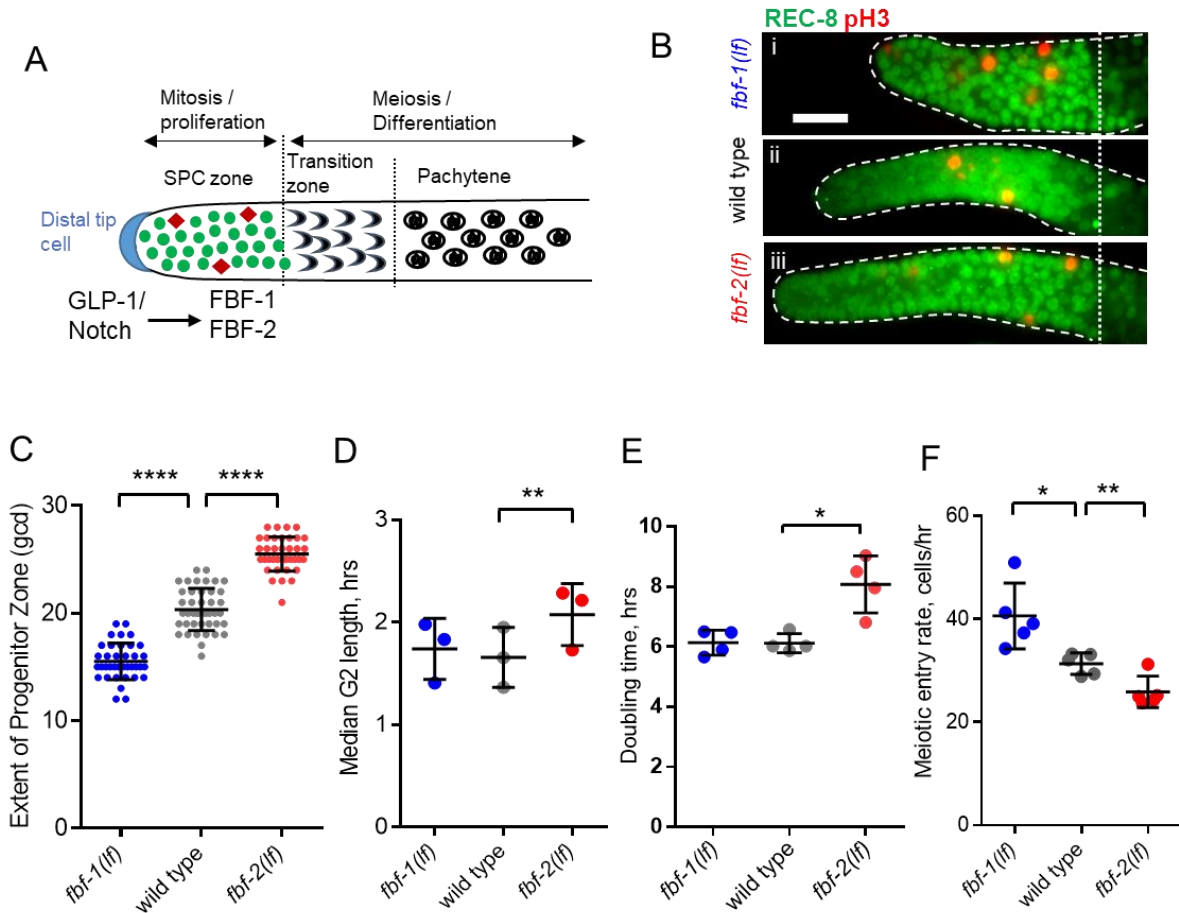 A
Mitosis /
proliferation
Meiosis /
Differentiation
SPC zone
Transition
zone
Pachytene
Distal tip
cell
GLP-1/
Notch
FBF-1
FBF-2
B
REC-8 pH3
fbf-1(lf)
i
wild type
ii
fbf-2(lf)
iii
C
**** ****
Extent of Progenitor Zone (gcd)
30
20
10
0
fbf-1(lf) wild type fbf-2(lf)
D
**
Median G2 length, hrs
3
2
1
0
fbf-1(lf) wild type fbf-2(lf)
E
*
Doubling time, hrs
10
8
6
4
2
0
fbf-1(lf) wild type fbf-2(lf)
F
* **
Meiotic entry rate, cells/hr
60
40
20
0
fbf-1(lf) wild type fbf-2(lf)